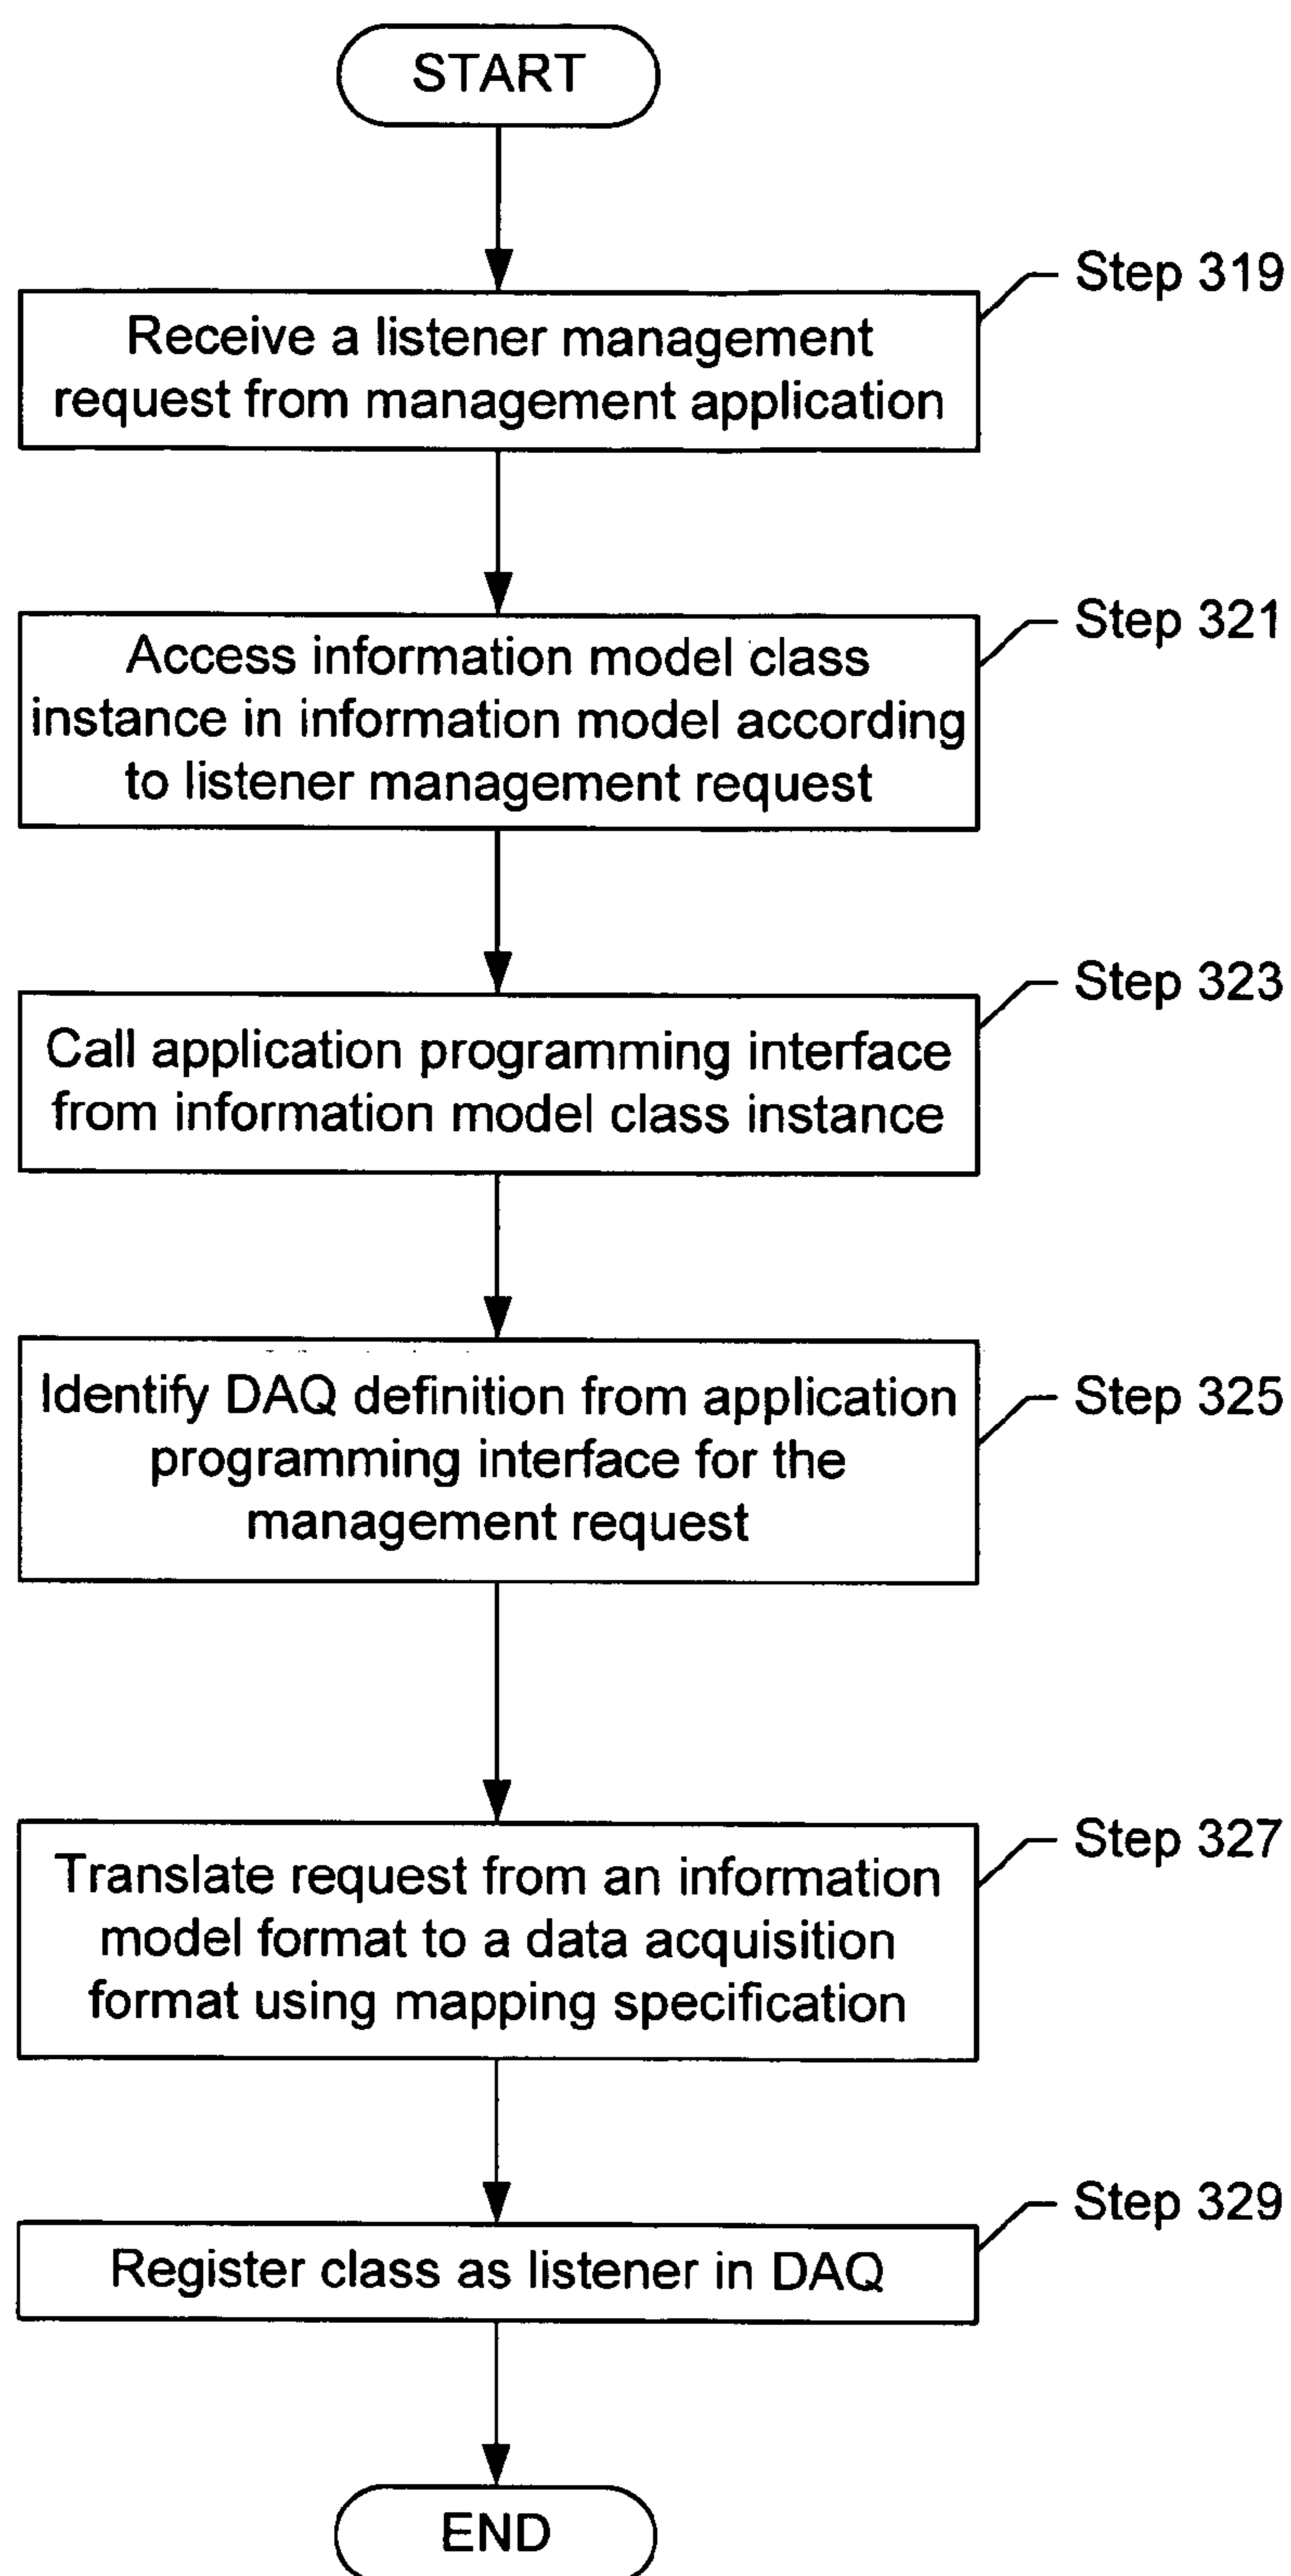 START
Step 319
Receive a listener management
request from management application
Step 321
Access information model class
instance in information model according
to listener management request
Step 323
Call application programming interface
from information model class instance
Step 325
Identify DAQ definition from application
programming interface for the
management request
Step 327
Translate request from an information
model format to a data acquisition
format using mapping specification
Step 329
Register class as listener in DAQ
END